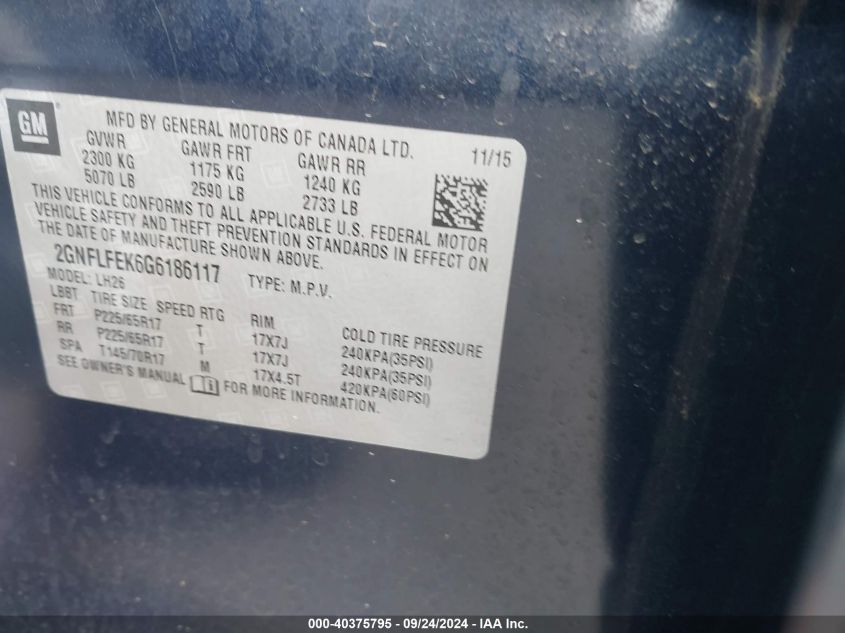 GM
MFD BY GENERAL MOTORS OF CANADA LTD.
11/15
GVWR GAWR FRT GAWR RR
2300 KG 1175 KG 1240 KG
5070 LB 2590 LB 2733 LB
THIS VEHICLE CONFORMS TO ALL APPLICABLE U.S. FEDERAL MOTOR
VEHICLE SAFETY AND THEFT PREVENTION STANDARDS IN EFFECT ON
THE DATE OF MANUFACTURE SHOWN ABOVE.
2GNFLFEK6G6186117 TYPE: M.P.V.
MODEL: LH26
LBBT TIRE SIZE SPEED RTG RIM COLD TIRE PRESSURE
FRT P225/65R17 T 17X7J 240KPA(35PSI)
RR P225/65R17 T 17X7J 240KPA(35PSI)
SPA T145/70R17 M 17X4.5T 420KPA(60PSI)
SEE OWNER'S MANUAL FOR MORE INFORMATION.
000-40375795 - 09/24/2024 - IAA Inc.